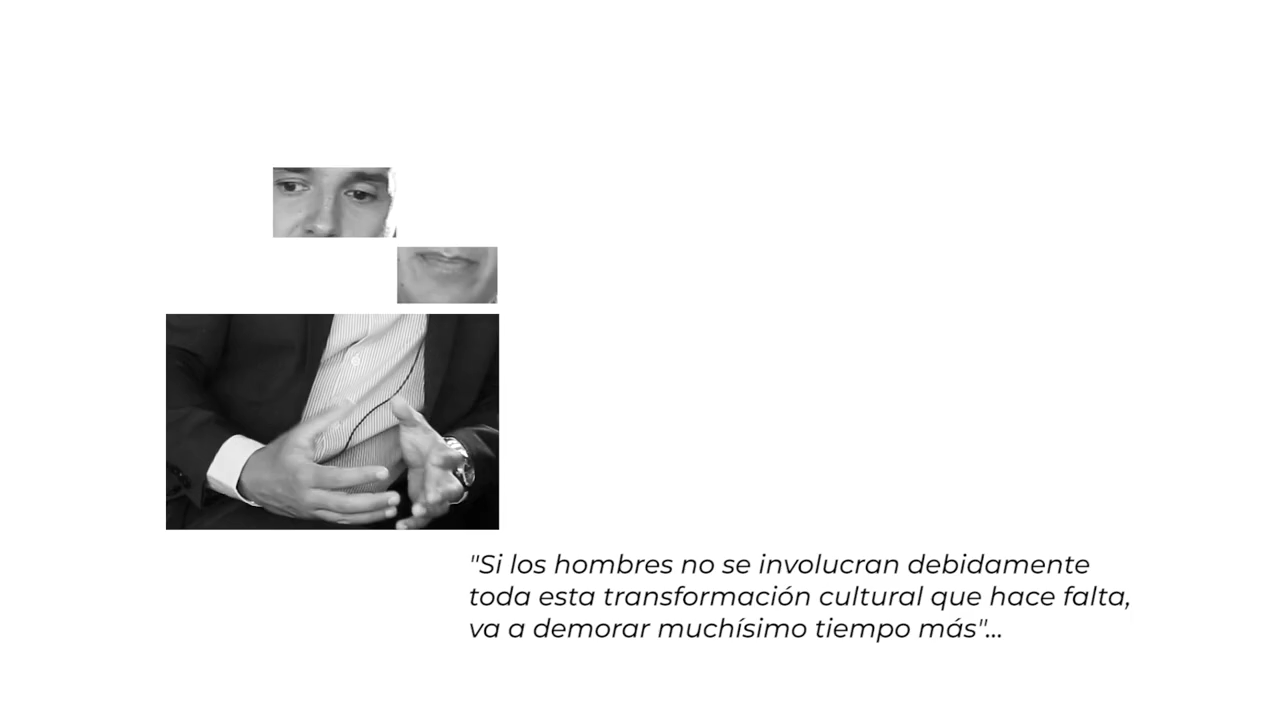 "Si los hombres no se involucran debidamente
toda esta transformación cultural que hace falta,
va a demorar muchísimo tiempo más"...